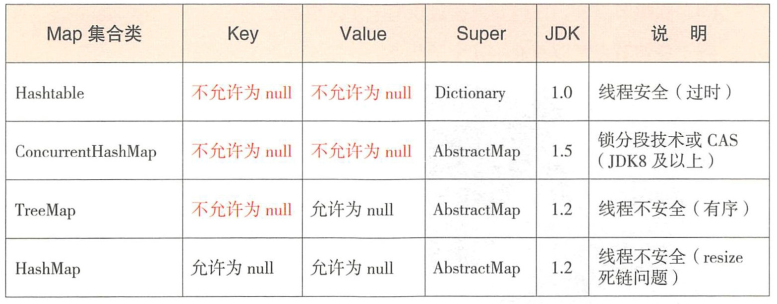 Map 集合类 Key Value Super JDK 说 明
Hashtable 不允许为 null 不允许为 null Dictionary 1.0 线程安全（过时）
ConcurrentHashMap 不允许为 null 不允许为 null AbstractMap 1.5 锁分段技术或 CAS
（JDK8 及以上）
TreeMap 不允许为 null 允许为 null AbstractMap 1.2 线程不安全（有序）
HashMap 允许为 null 允许为 null AbstractMap 1.2 线程不安全（resize
死链问题）